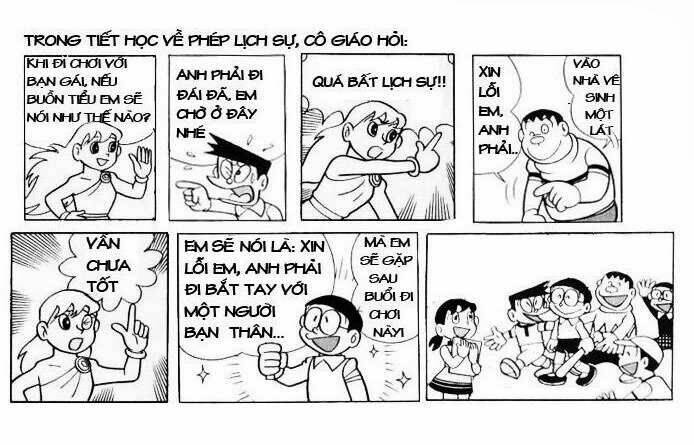 TRONG TIẾT HỌC VỀ PHÉP LỊCH SỰ, CÔ GIÁO HỎI:
KHI ĐI CHƠI VỚI
BẠN GÁI, NẾU
BUỒN TIỂU EM SẼ
NÓI NHƯ THẾ NÀO?
ANH PHẢI ĐI
ĐÁI ĐÃ, EM
CHỜ Ở ĐÂY
NHÉ
QUÁ BẤT LỊCH SỰ!!
XIN
LỖI
EM,
ANH
PHẢI..
VÀO
NHÀ VỆ
SINH
MỘT
LÁT
VẪN
CHƯA
TỐT
EM SẼ NÓI LÀ: XIN
LỖI EM, ANH PHẢI
ĐI BẮT TAY VỚI
MỘT NGƯỜI
BẠN THÂN...
MÀ EM
SẼ GẶP
SAU
BUỔI ĐI
CHƠI
NÀY!